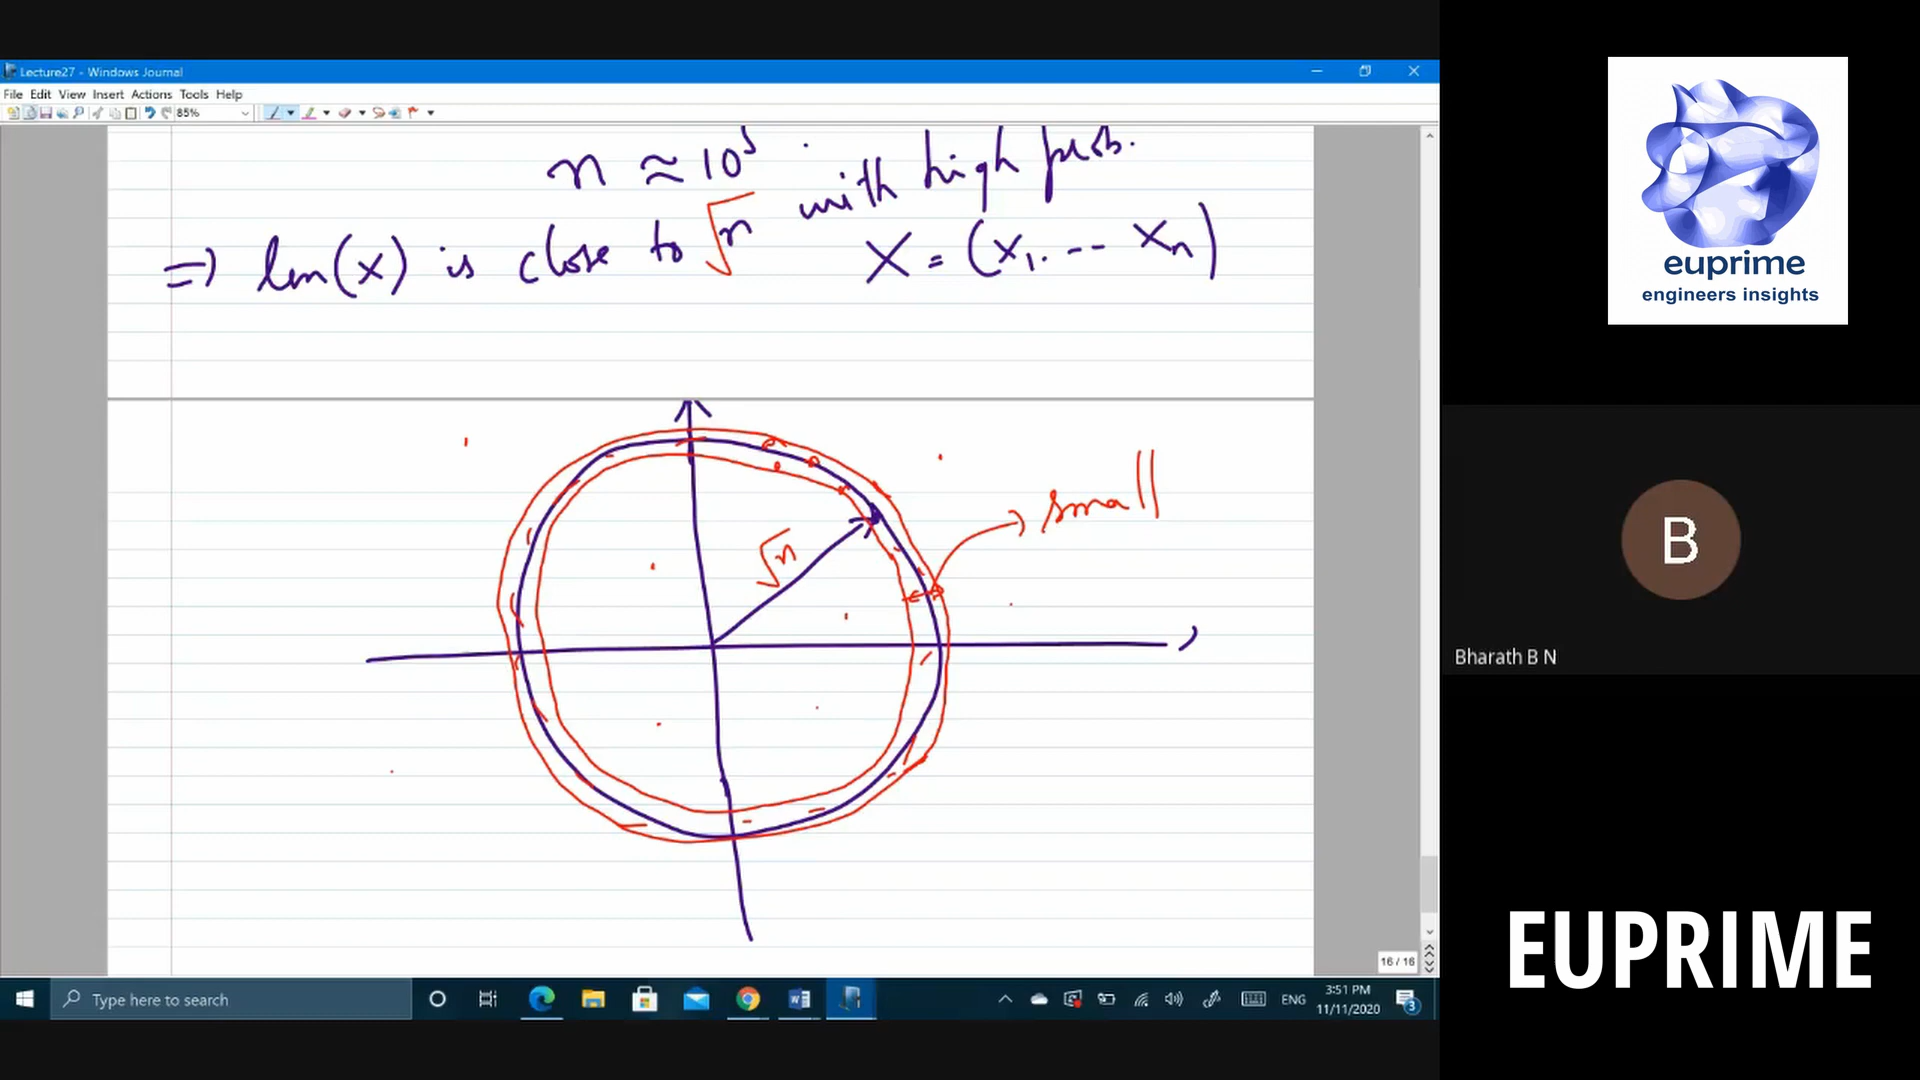 Lecture27 - Windows Journal
File Edit View Insert Actions Tools Help
85%
n ≈ 10⁵ with high prob.
⇒ len(x) is close to √n X = (x₁. --- xₙ)
small
√n
16 / 16
Type here to search
ENG
3:51 PM
11/11/2020
3
euprime
engineers insights
B
Bharath B N
EUPRIME